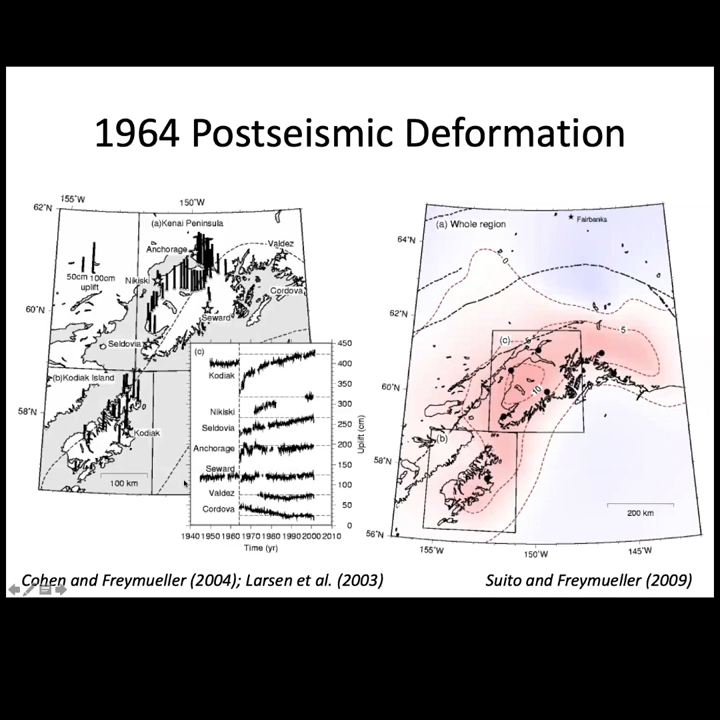 1964 Postseismic Deformation
155°W
150°W
62°N
60°N
58°N
(a)Kenai Peninsula
Anchorage
Valdez
50cm 100cm
uplift
Nikiski
Cordova
Seward
Seldovia
(b)Kodiak Island
Kodiak
100 km
(c)
Kodiak
Nikiski
Seldovia
Anchorage
Seward
Valdez
Cordova
450
400
350
300
250
200
150
100
50
0
Uplift (cm)
1940 1950 1960 1970 1980 1990 2000 2010
Time (yr)
(a) Whole region
Fairbanks
64°N
62°N
60°N
58°N
56°N
5
(c)
10
(b)
200 km
155°W
150°W
145°W
Cohen and Freymueller (2004); Larsen et al. (2003)
Suito and Freymueller (2009)